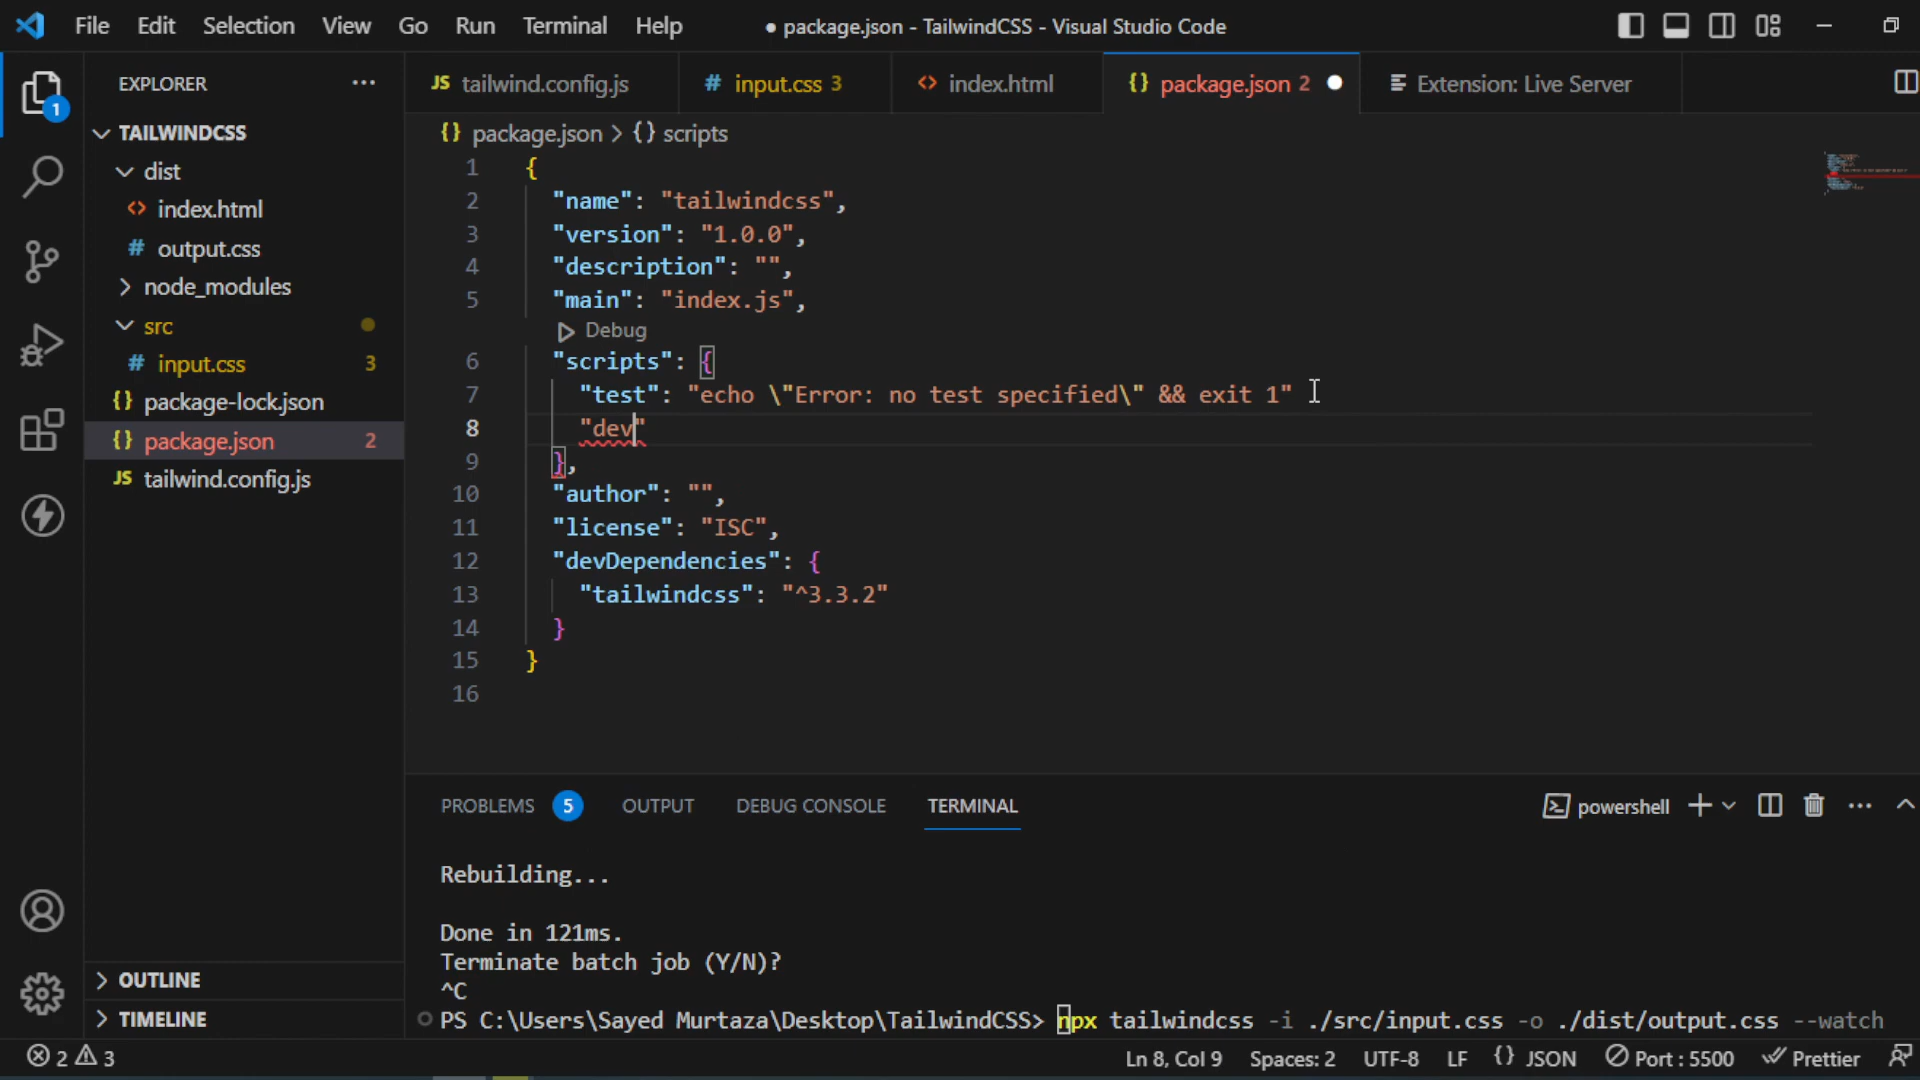 File Edit Selection View Go Run Terminal Help
● package.json - TailwindCSS - Visual Studio Code
EXPLORER ...
JS tailwind.config.js
# input.css 3
<> index.html
{} package.json 2 ●
Extension: Live Server
1
TAILWINDCSS
dist
<> index.html
# output.css
node_modules
src
# input.css 3
{} package-lock.json
{} package.json 2
JS tailwind.config.js
OUTLINE
TIMELINE
{} package.json > {} scripts
1 {
2 "name": "tailwindcss",
3 "version": "1.0.0",
4 "description": "",
5 "main": "index.js",
Debug
6 "scripts": {
7 "test": "echo \"Error: no test specified\" && exit 1"
8 "dev"
9 },
10 "author": "",
11 "license": "ISC",
12 "devDependencies": {
13 "tailwindcss": "^3.3.2"
14 }
15 }
16
PROBLEMS 5 OUTPUT DEBUG CONSOLE TERMINAL
powershell
Rebuilding...
Done in 121ms.
Terminate batch job (Y/N)?
^C
PS C:\Users\Sayed Murtaza\Desktop\TailwindCSS> npx tailwindcss -i ./src/input.css -o ./dist/output.css --watch
2 3
Ln 8, Col 9 Spaces: 2 UTF-8 LF {} JSON Port : 5500 Prettier